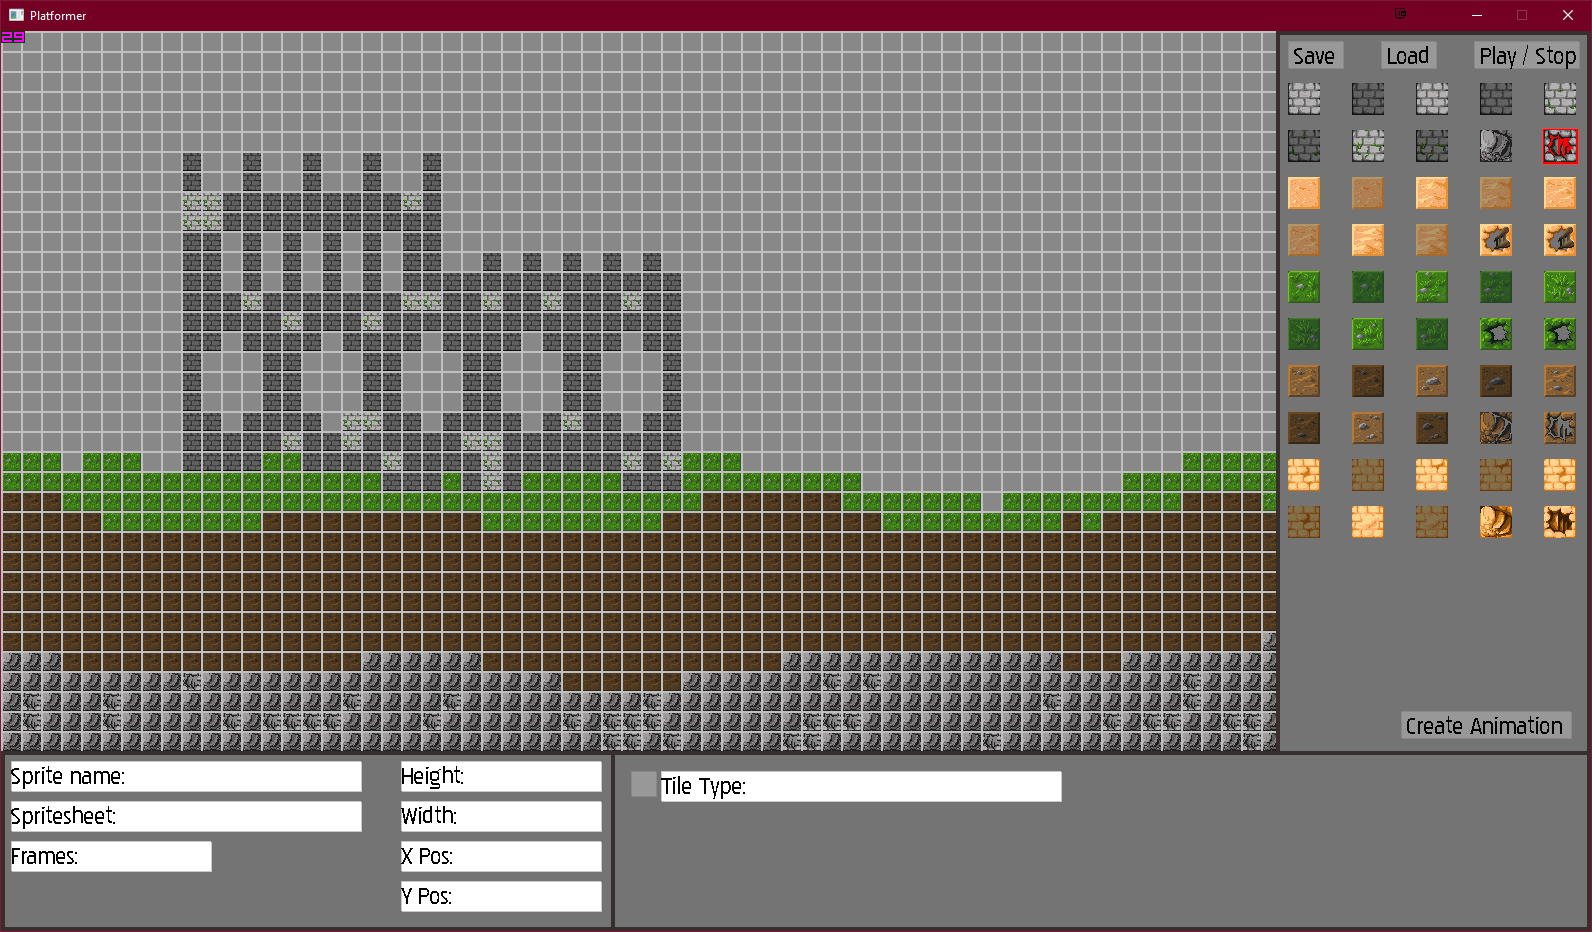 Platformer
29
Save Load Play / Stop
Create Animation
Sprite name:
Height:
Tile Type:
Spritesheet:
Width:
Frames:
X Pos:
Y Pos: